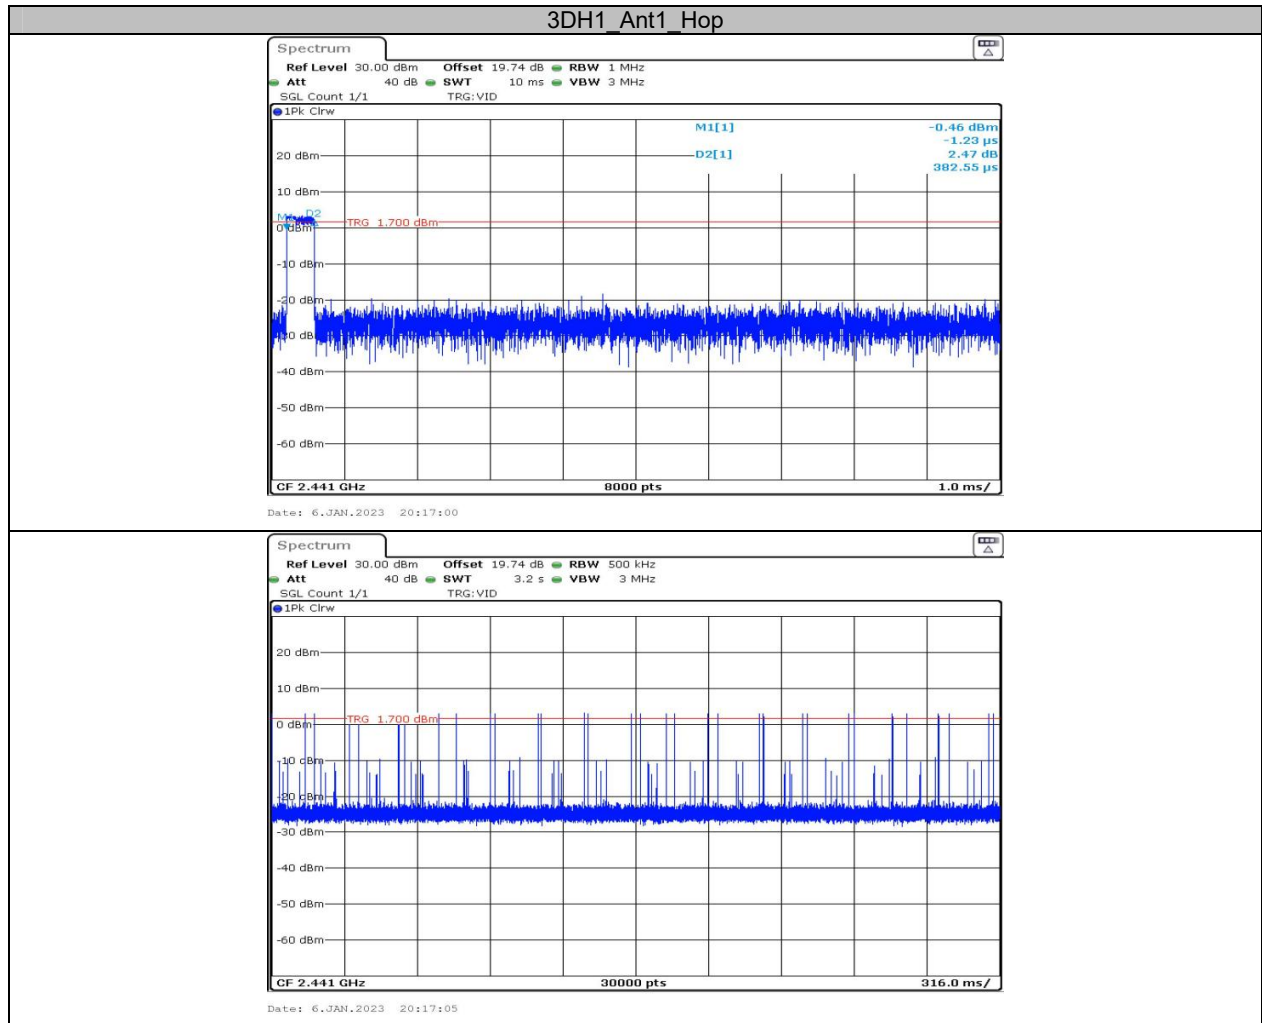 3DH1_Ant1_Hop
Spectrum
Ref Level 30.00 dBm Offset 19.74 dB RBW 1 MHz
Att 40 dB SWT 10 ms VBW 3 MHz
SGL Count 1/1 TRG:VID
1Pk Clrw
M1[1] -0.46 dBm
-1.23 µs
D2[1] 2.47 dB
382.55 µs
20 dBm
10 dBm
M1 D2
TRG 1.700 dBm
0 dBm
-10 dBm
-20 dBm
-30 dBm
-40 dBm
-50 dBm
-60 dBm
CF 2.441 GHz 8000 pts 1.0 ms/
Date: 6.JAN.2023 20:17:00
Spectrum
Ref Level 30.00 dBm Offset 19.74 dB RBW 500 kHz
Att 40 dB SWT 3.2 s VBW 3 MHz
SGL Count 1/1 TRG:VID
1Pk Clrw
20 dBm
10 dBm
TRG 1.700 dBm
0 dBm
-10 dBm
-20 dBm
-30 dBm
-40 dBm
-50 dBm
-60 dBm
CF 2.441 GHz 30000 pts 316.0 ms/
Date: 6.JAN.2023 20:17:05